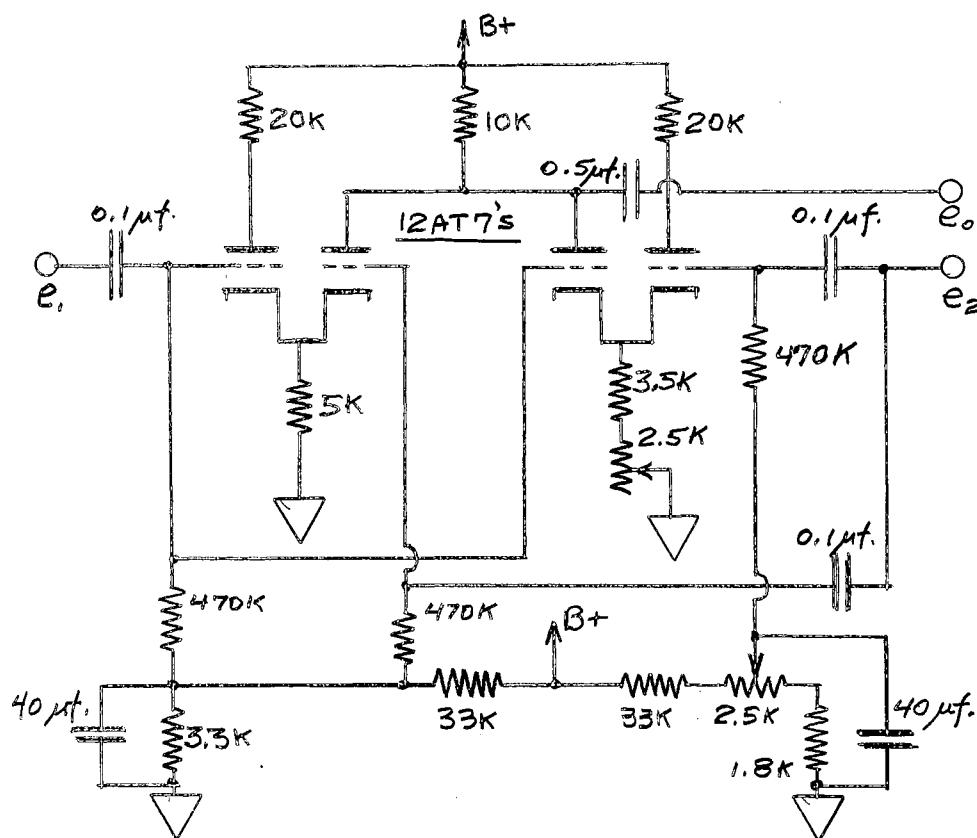 B+
20K
10K
20K
0.5μf.
0.1μf.
12AT7's
e₀
0.1μf.
e₁
e₂
470K
5K
3.5K
2.5K
0.1μf.
470K
470K
B+
40μf.
33K
33K
2.5K
40μf.
3.3K
1.8K